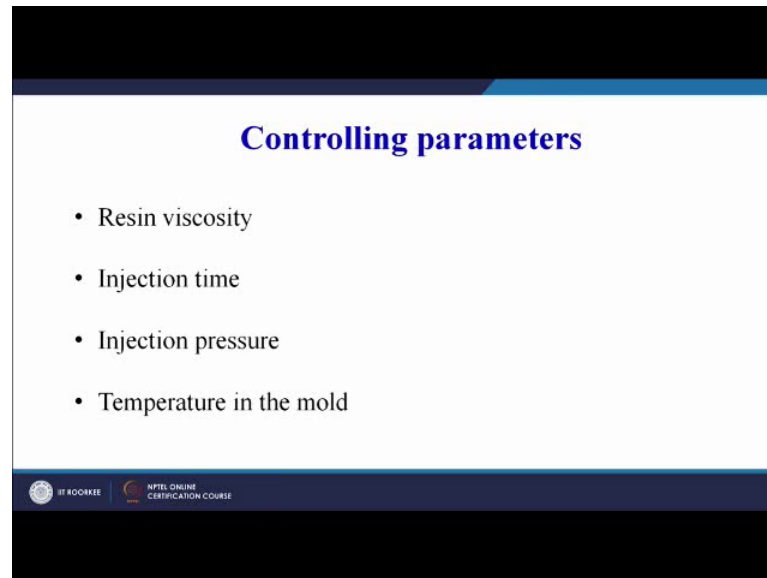 Controlling parameters
• Resin viscosity
• Injection time
• Injection pressure
• Temperature in the mold
IIT ROORKEE
NPTEL ONLINE
CERTIFICATION COURSE